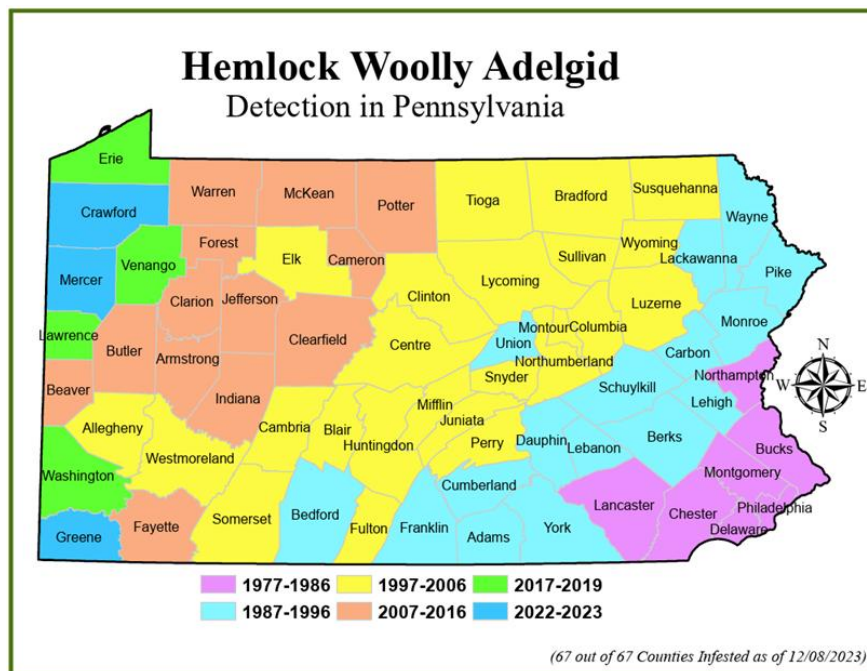 Hemlock Woolly Adelgid
Detection in Pennsylvania
Erie
Warren
McKean
Potter
Tioga
Bradford
Susquehanna
Crawford
Wayne
Forest
Wyoming
Mercer
Venango
Elk
Cameron
Sullivan
Lackawanna
Pike
Clinton
Lycoming
Clarion
Jefferson
Luzerne
Lawrence
Clearfield
Union
Montour
Columbia
Monroe
Butler
Centre
Armstrong
Northumberland
Carbon
Northampton
Snyder
Beaver
Indiana
Schuylkill
Lehigh
Mifflin
Allegheny
Cambria
Blair
Juniata
Huntingdon
Perry
Dauphin
Lebanon
Berks
Bucks
Westmoreland
Washington
Montgomery
Cumberland
Lancaster
Philadelphia
Bedford
Chester
Somerset
Fulton
Franklin
Fayette
York
Delaware
Greene
Adams
N
W
E
S
1977-1986
1997-2006
2017-2019
1987-1996
2007-2016
2022-2023
(67 out of 67 Counties Infested as of 12/08/2023)